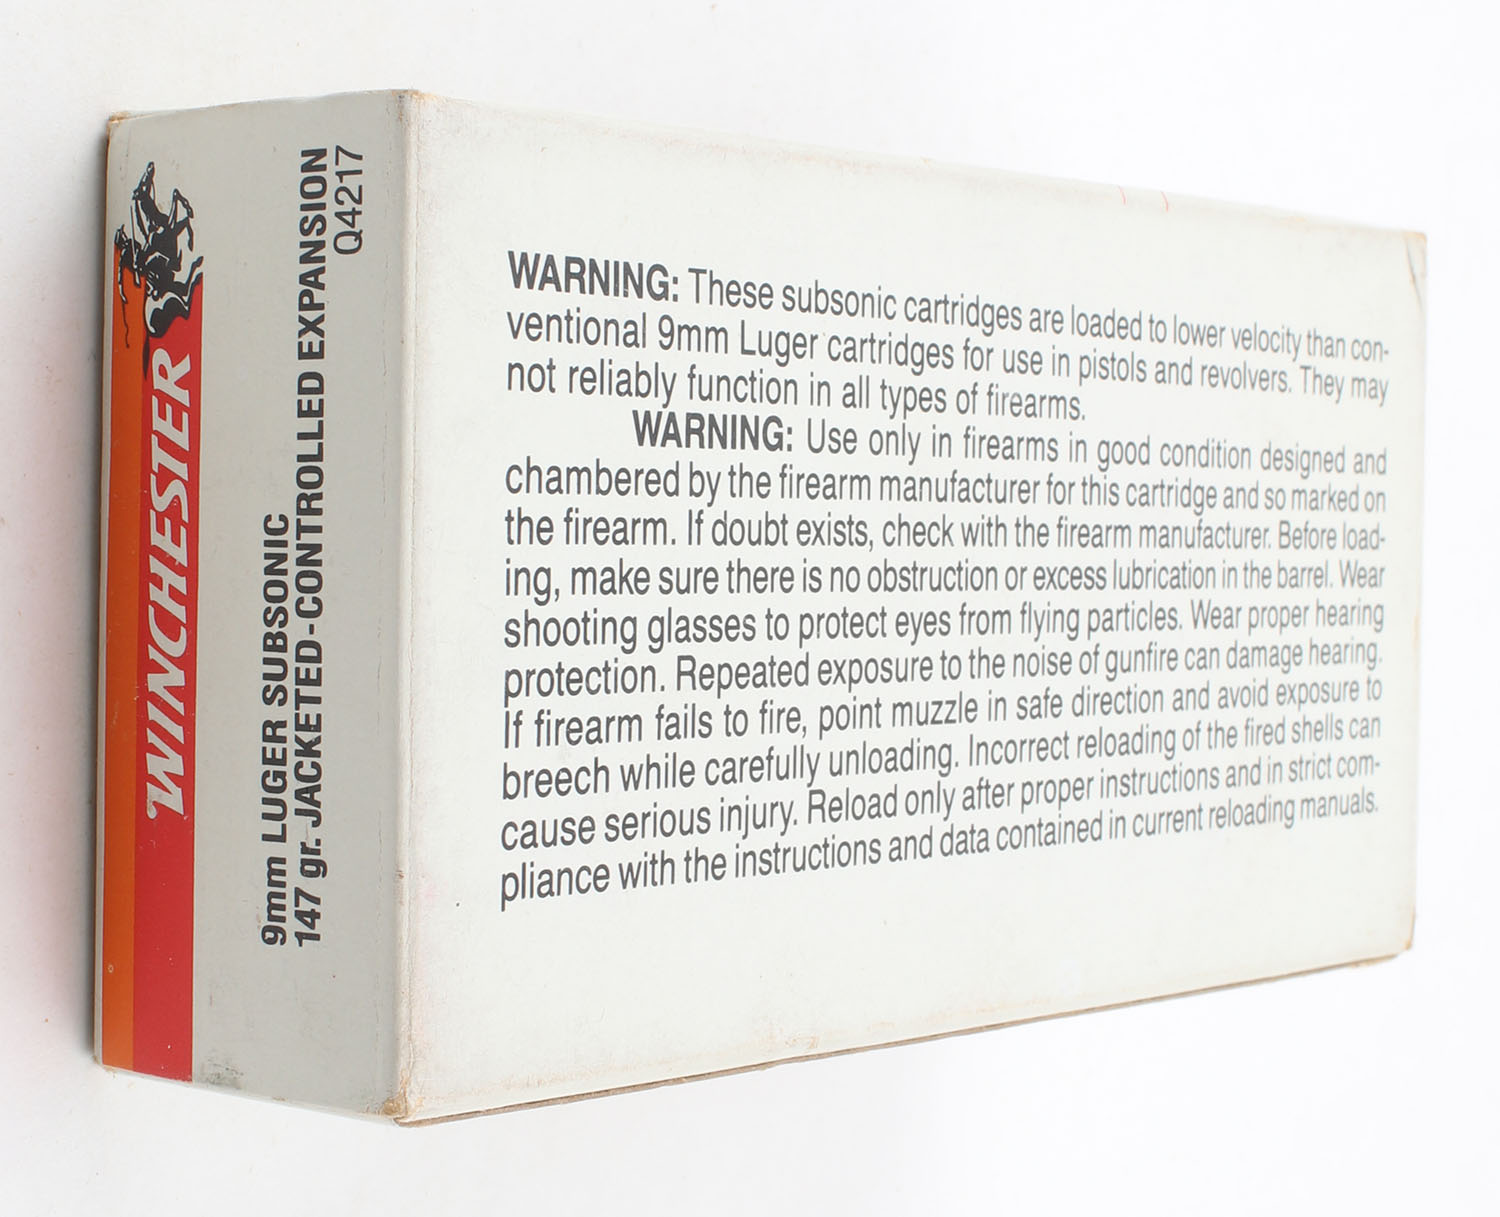 WINCHESTER
9mm LUGER SUBSONIC
147 gr. JACKETED-CONTROLLED EXPANSION
Q4217
WARNING: These subsonic cartridges are loaded to lower velocity than con-
ventional 9mm Luger cartridges for use in pistols and revolvers. They may
not reliably function in all types of firearms.
WARNING: Use only in firearms in good condition designed and
chambered by the firearm manufacturer for this cartridge and so marked on
the firearm. If doubt exists, check with the firearm manufacturer. Before load-
ing, make sure there is no obstruction or excess lubrication in the barrel. Wear
shooting glasses to protect eyes from flying particles. Wear proper hearing
protection. Repeated exposure to the noise of gunfire can damage hearing.
If firearm fails to fire, point muzzle in safe direction and avoid exposure to
breech while carefully unloading. Incorrect reloading of the fired shells can
cause serious injury. Reload only after proper instructions and in strict com-
pliance with the instructions and data contained in current reloading manuals.